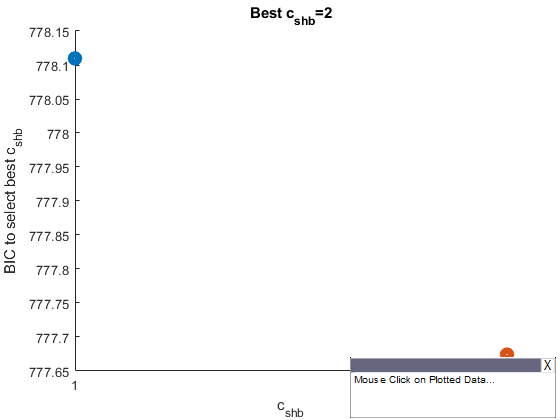 Best c_shb=2
778.15
778.1
778.05
778
777.95
777.9
777.85
777.8
777.75
777.7
777.65
BIC to select best c_shb
1
c_shb
X
Mouse Click on Plotted Data...